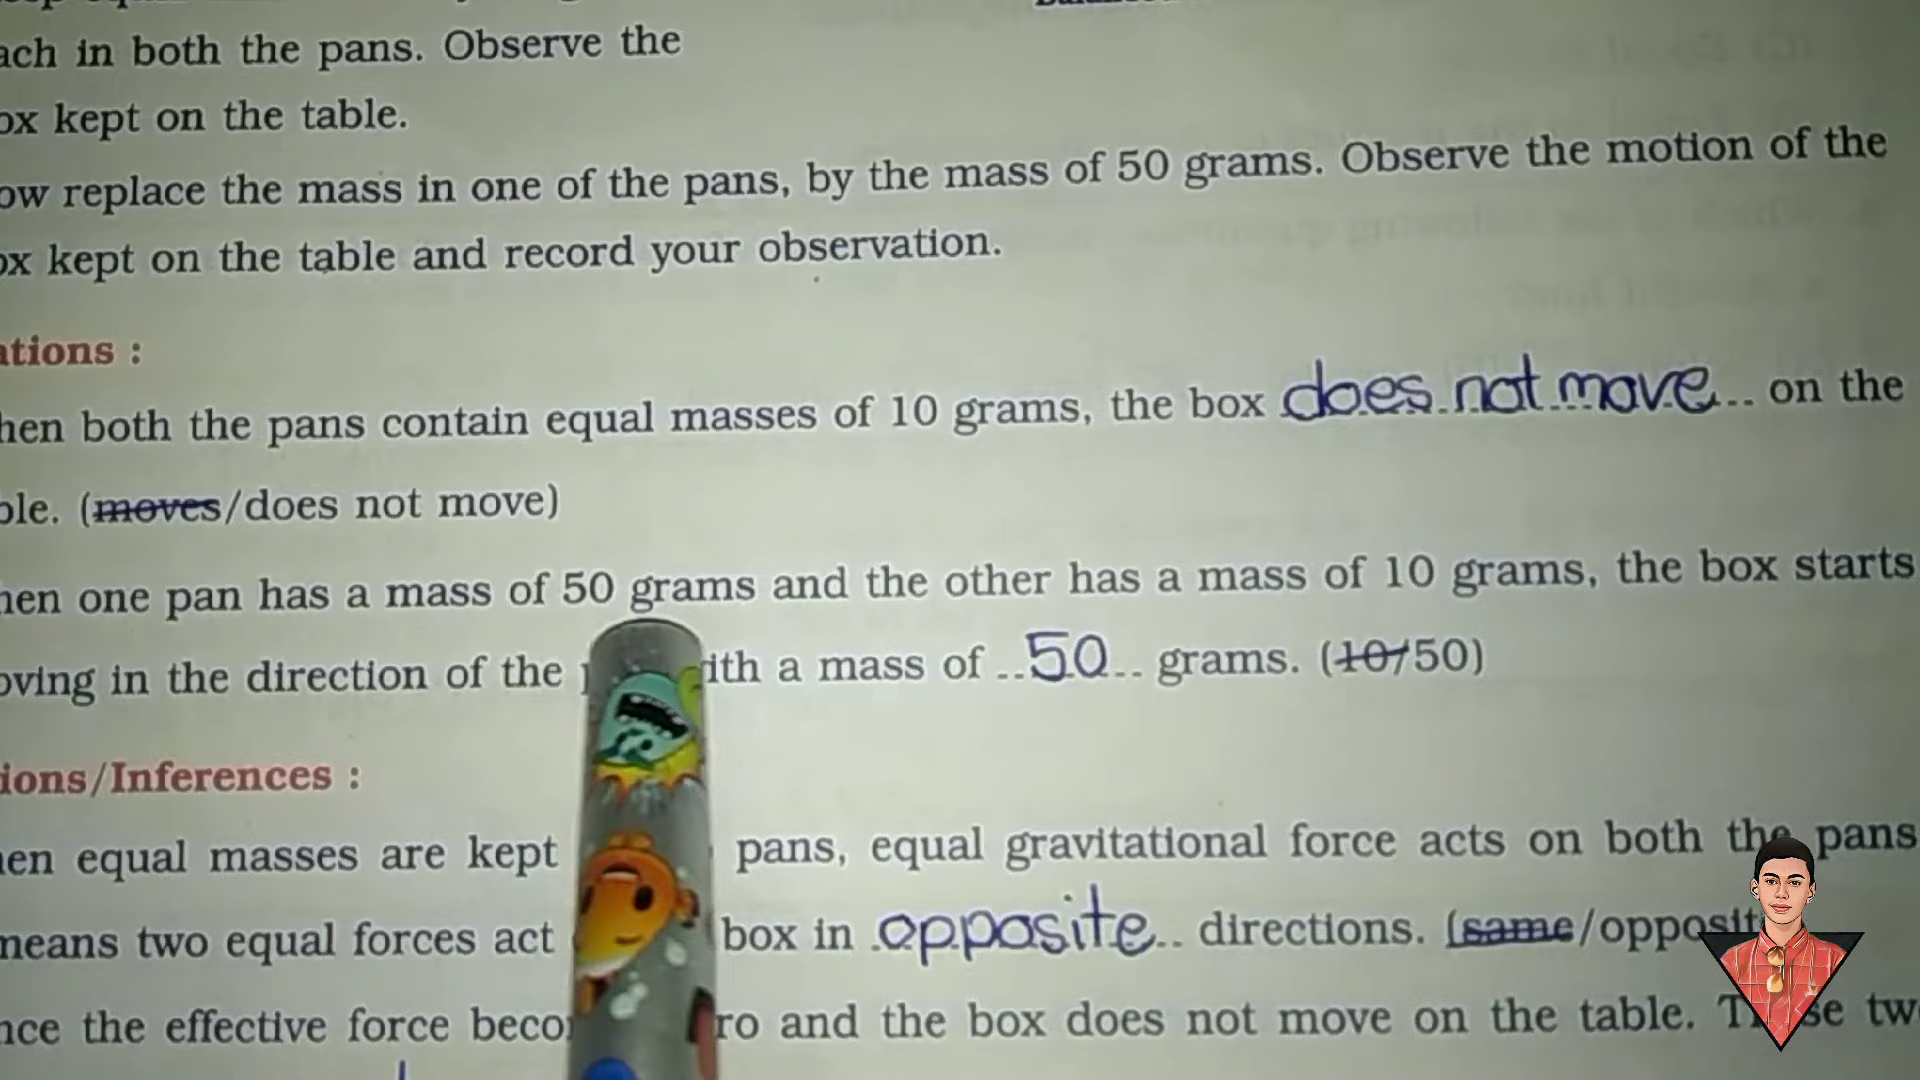 ach in both the pans. Observe the
ox kept on the table.
ow replace the mass in one of the pans, by the mass of 50 grams. Observe the motion of the
ox kept on the table and record your observation.
ations :
hen both the pans contain equal masses of 10 grams, the box does not move on the
ble. (moves/does not move)
hen one pan has a mass of 50 grams and the other has a mass of 10 grams, the box starts
oving in the direction of the ith a mass of 50 grams. (10/50)
ions/Inferences :
en equal masses are kept pans, equal gravitational force acts on both the pans
means two equal forces act box in opposite directions. (same/opposit
nce the effective force beco ro and the box does not move on the table. T se tw